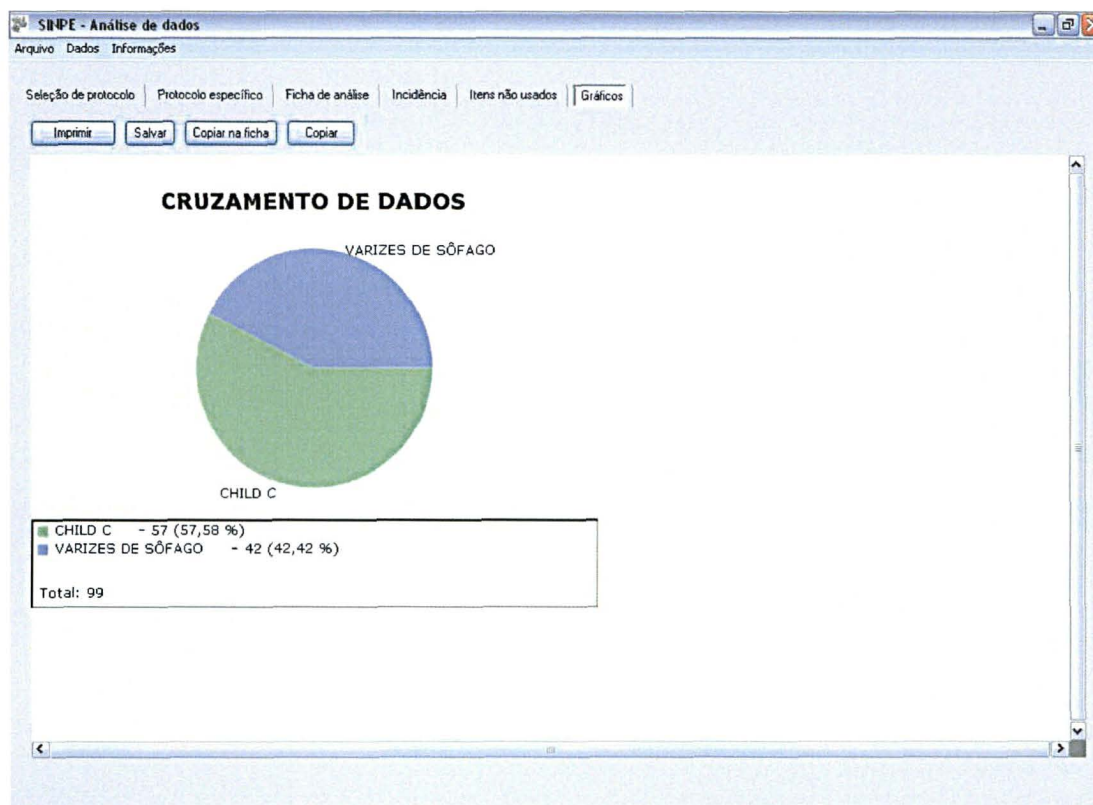 SINPE - Análise de dados
Arquivo Dados Informações
Seleção de protocolo Protocolo específico Ficha de análise Incidência Itens não usados Gráficos
Imprimir Salvar Copiar na ficha Copiar
CRUZAMENTO DE DADOS
VARIZES DE SÔFAGO
CHILD C
CHILD C - 57 (57,58 %)
VARIZES DE SÔFAGO - 42 (42,42 %)
Total: 99